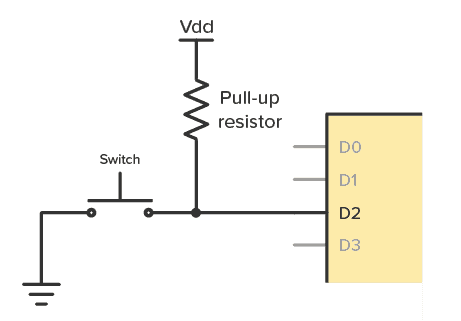 Vdd
Pull-up
resistor
Switch
D0
D1
D2
D3